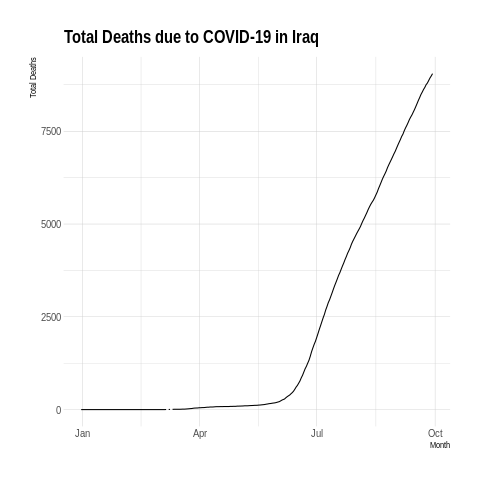 Total Deaths due to COVID-19 in Iraq
Total Deaths
7500
5000
2500
0
Jan Apr Jul Oct
Month